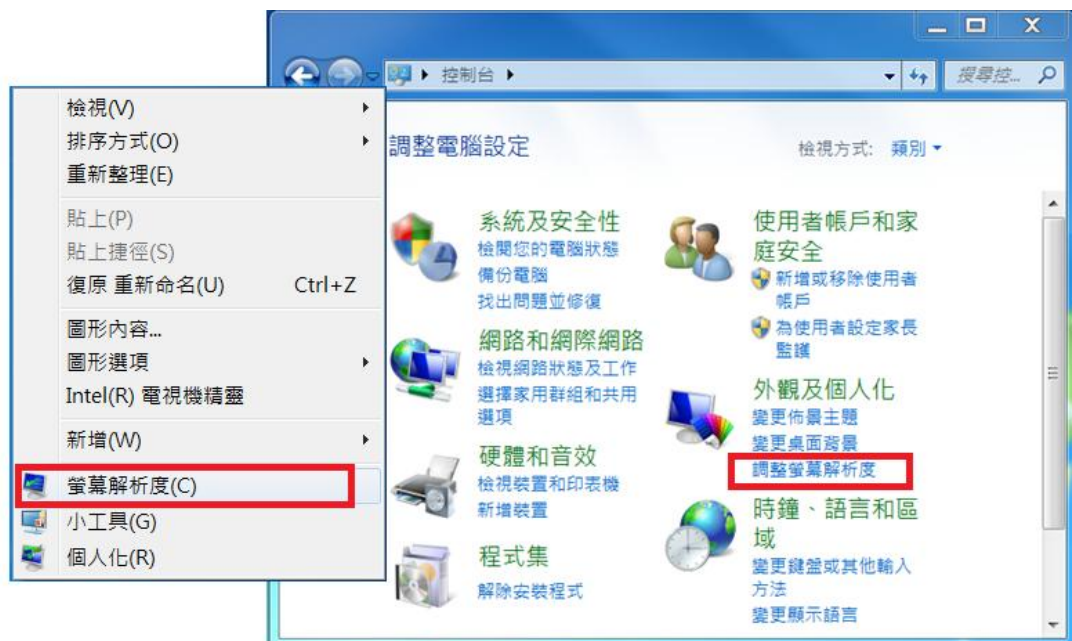 檢視(V)
排序方式(O)
重新整理(E)
貼上(P)
貼上捷徑(S)
復原 重新命名(U) Ctrl+Z
圖形內容...
圖形選項
Intel(R) 電視機精靈
新增(W)
螢幕解析度(C)
小工具(G)
個人化(R)
控制台
搜尋控...
調整電腦設定
檢視方式: 類別
系統及安全性
檢閱您的電腦狀態
備份電腦
找出問題並修復
網路和網際網路
檢視網路狀態及工作
選擇家用群組和共用
選項
硬體和音效
檢視裝置和印表機
新增裝置
程式集
解除安裝程式
使用者帳戶和家
庭安全
新增或移除使用者
帳戶
為使用者設定家長
監護
外觀及個人化
變更佈景主題
變更桌面背景
調整螢幕解析度
時鐘、語言和區
域
變更鍵盤或其他輸入
方法
變更顯示語言